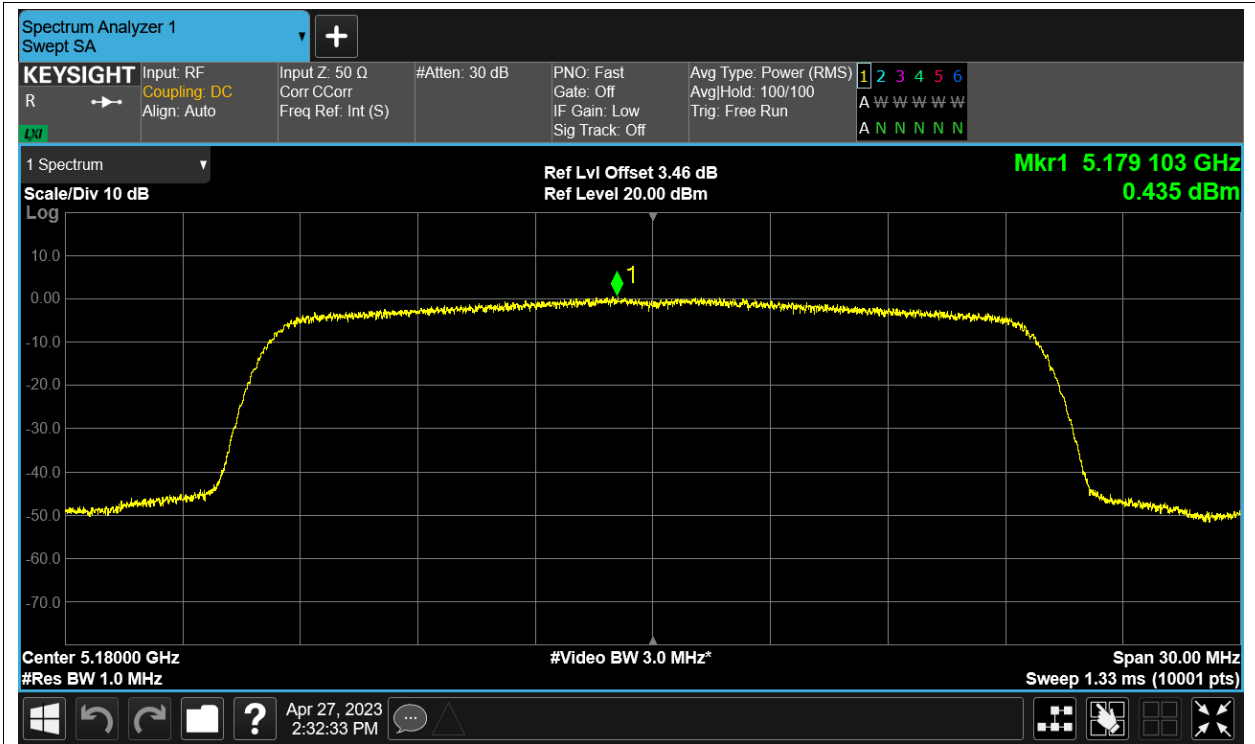 Spectrum Analyzer 1
Swept SA
KEYSIGHT
R
LXI
Input: RF
Coupling: DC
Align: Auto
Input Z: 50 Ω
Corr CCorr
Freq Ref: Int (S)
#Atten: 30 dB
PNO: Fast
Gate: Off
IF Gain: Low
Sig Track: Off
Avg Type: Power (RMS)
Avg|Hold: 100/100
Trig: Free Run
1 2 3 4 5 6
A W W W W W
A N N N N N
1 Spectrum
Scale/Div 10 dB
Log
Ref Lvl Offset 3.46 dB
Ref Level 20.00 dBm
Mkr1 5.179 103 GHz
0.435 dBm
1
10.0
0.00
-10.0
-20.0
-30.0
-40.0
-50.0
-60.0
-70.0
Center 5.18000 GHz
#Res BW 1.0 MHz
#Video BW 3.0 MHz*
Span 30.00 MHz
Sweep 1.33 ms (10001 pts)
?
Apr 27, 2023
2:32:33 PM